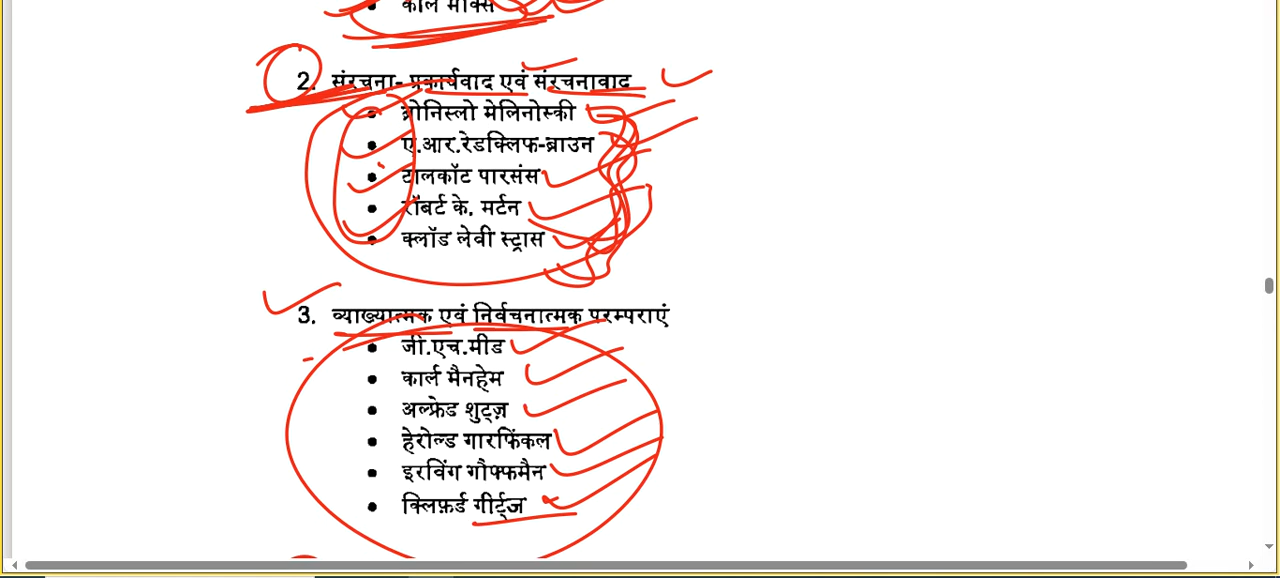 कार्ल मार्क्स
2. संरचना- प्रकार्यवाद एवं संरचनावाद
• ब्रोनिस्लो मेलिनोस्की
• ए.आर.रेडक्लिफ-ब्राउन
• टालकॉट पारसंस
• रॉबर्ट के. मर्टन
• क्लॉड लेवी स्ट्रास
3. व्याख्यात्मक एवं निर्वचनात्मक परम्पराएं
• जी.एच.मीड
• कार्ल मैनहेम
• अल्फ्रेड शुट्ज़
• हेरोल्ड गारफिंकल
• इरविंग गौफ्फमैन
• क्लिफ़र्ड गीर्ट्ज